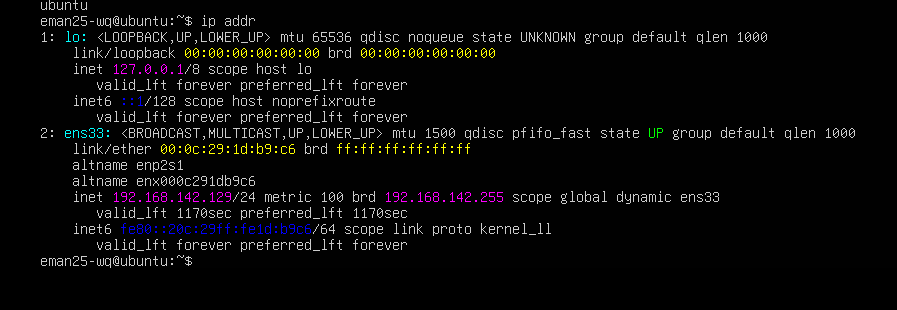 ubuntu
eman25-wq@ubuntu:~$ ip addr
1: lo: <LOOPBACK,UP,LOWER_UP> mtu 65536 qdisc noqueue state UNKNOWN group default qlen 1000
    link/loopback 00:00:00:00:00:00 brd 00:00:00:00:00:00
    inet 127.0.0.1/8 scope host lo
       valid_lft forever preferred_lft forever
    inet6 ::1/128 scope host noprefixroute
       valid_lft forever preferred_lft forever
2: ens33: <BROADCAST,MULTICAST,UP,LOWER_UP> mtu 1500 qdisc pfifo_fast state UP group default qlen 1000
    link/ether 00:0c:29:1d:b9:c6 brd ff:ff:ff:ff:ff:ff
    altname enp2s1
    altname enx000c291db9c6
    inet 192.168.142.129/24 metric 100 brd 192.168.142.255 scope global dynamic ens33
       valid_lft 1170sec preferred_lft 1170sec
    inet6 fe80::20c:29ff:fe1d:b9c6/64 scope link proto kernel_ll
       valid_lft forever preferred_lft forever
eman25-wq@ubuntu:~$